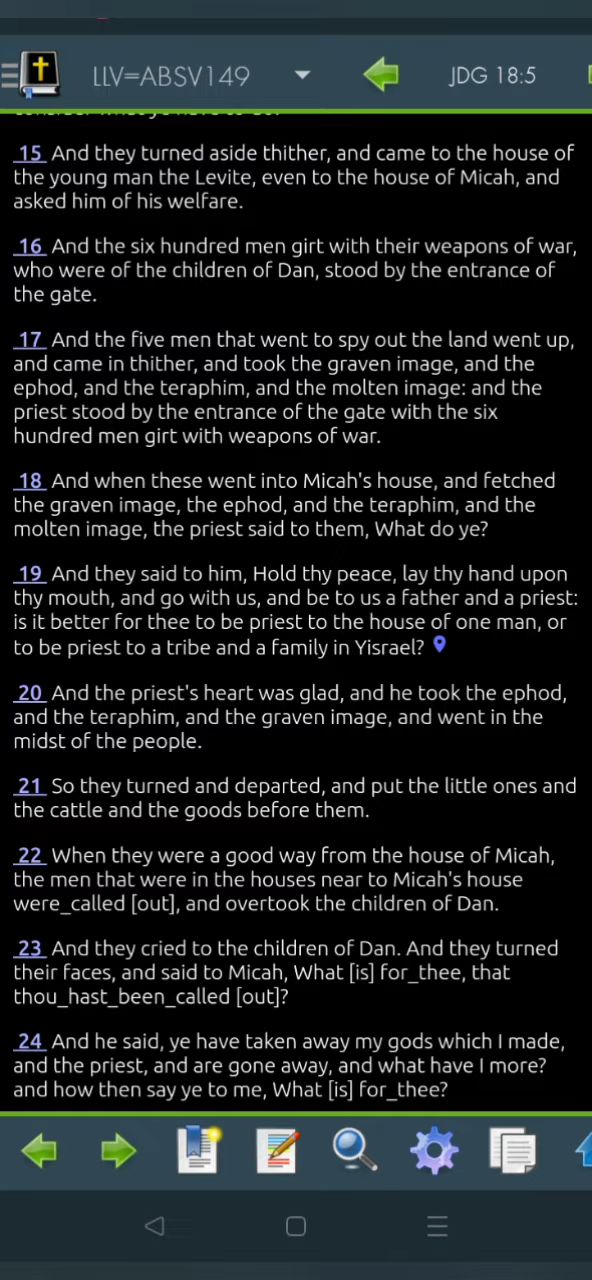 LLV=ABSV149
JDG 18:5
15 And they turned aside thither, and came to the house of
the young man the Levite, even to the house of Micah, and
asked him of his welfare.
16 And the six hundred men girt with their weapons of war,
who were of the children of Dan, stood by the entrance of
the gate.
17 And the five men that went to spy out the land went up,
and came in thither, and took the graven image, and the
ephod, and the teraphim, and the molten image: and the
priest stood by the entrance of the gate with the six
hundred men girt with weapons of war.
18 And when these went into Micah's house, and fetched
the graven image, the ephod, and the teraphim, and the
molten image, the priest said to them, What do ye?
19 And they said to him, Hold thy peace, lay thy hand upon
thy mouth, and go with us, and be to us a father and a priest:
is it better for thee to be priest to the house of one man, or
to be priest to a tribe and a family in Yisrael?
20 And the priest's heart was glad, and he took the ephod,
and the teraphim, and the graven image, and went in the
midst of the people.
21 So they turned and departed, and put the little ones and
the cattle and the goods before them.
22 When they were a good way from the house of Micah,
the men that were in the houses near to Micah's house
were_called [out], and overtook the children of Dan.
23 And they cried to the children of Dan. And they turned
their faces, and said to Micah, What [is] for_thee, that
thou_hast_been_called [out]?
24 And he said, ye have taken away my gods which I made,
and the priest, and are gone away, and what have I more?
and how then say ye to me, What [is] for_thee?